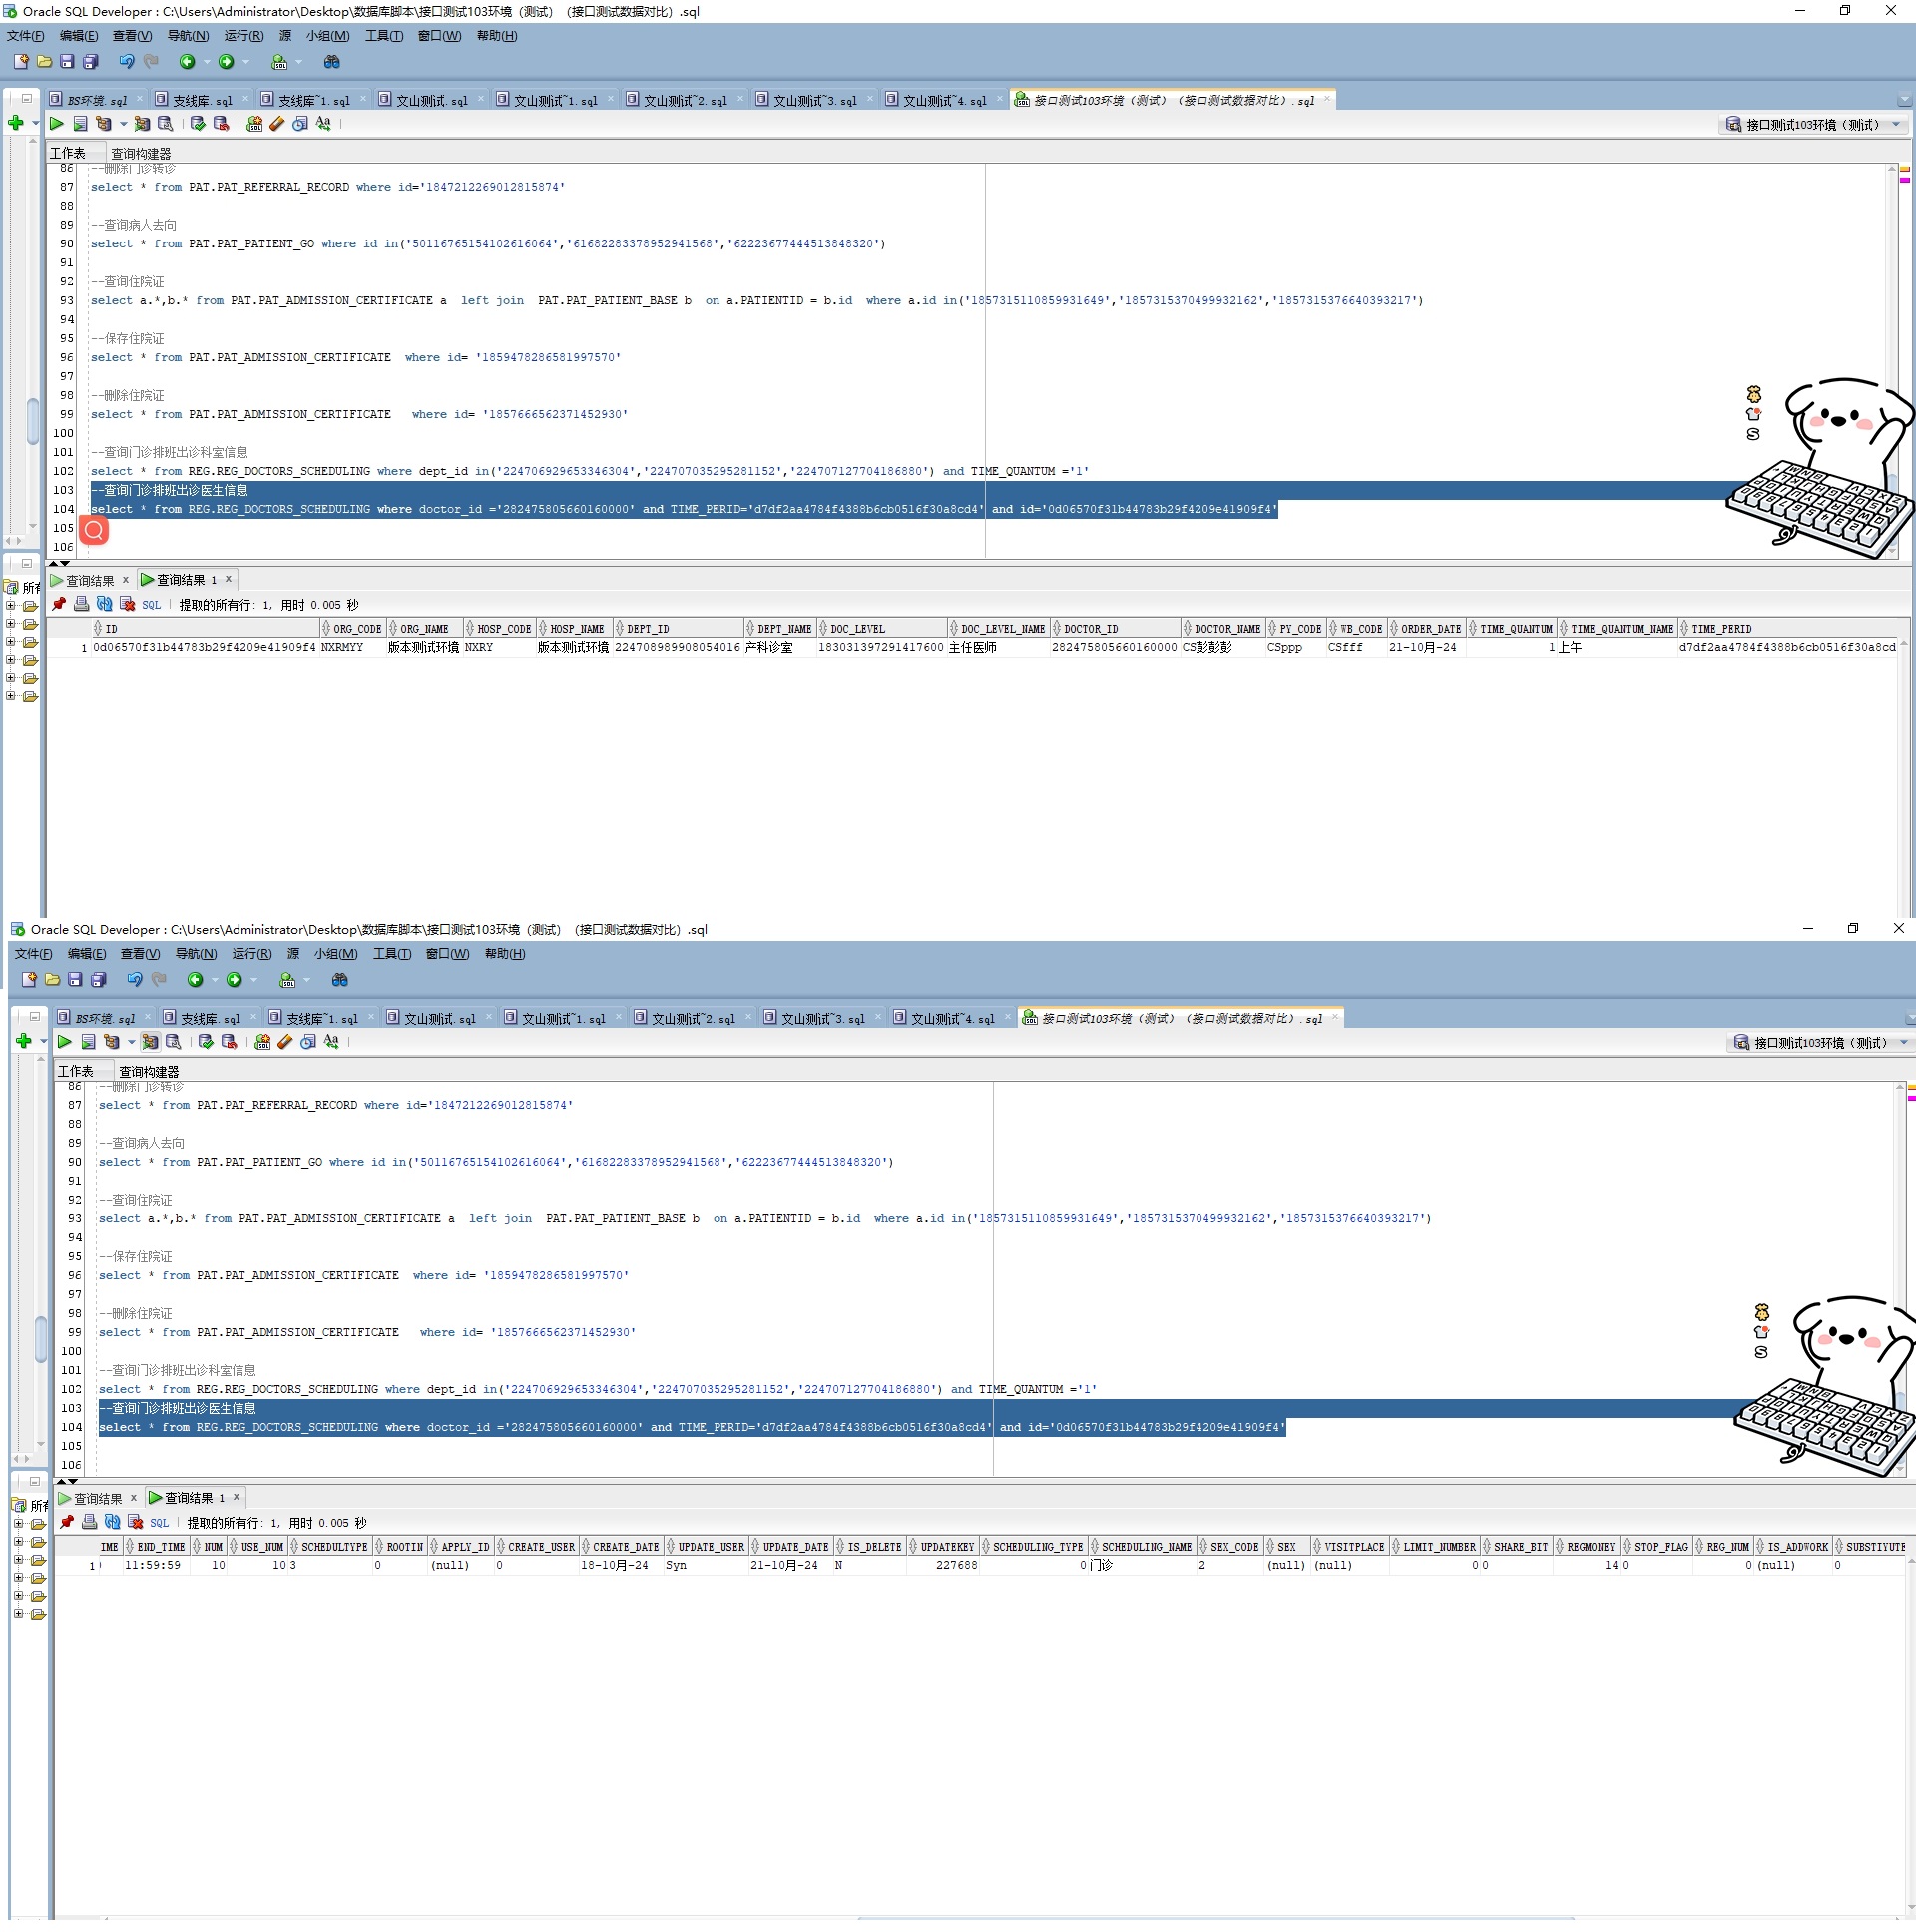 Oracle SQL Developer : C:\Users\Administrator\Desktop\数据库脚本\接口测试103环境（测试）（接口测试数据对比）.sql
文件(F) 编辑(E) 查看(V) 导航(N) 运行(R) 源 小组(M) 工具(T) 窗口(W) 帮助(H)
BS环境.sql 支线库.sql 支线库~1.sql 文山测试.sql 文山测试~1.sql 文山测试~2.sql 文山测试~3.sql 文山测试~4.sql 接口测试103环境（测试）（接口测试数据对比）.sql
接口测试103环境（测试）
工作表 查询构建器
86 --删除门诊转诊
87 select * from PAT.PAT_REFERRAL_RECORD where id='1847212269012815874'
88
89 --查询病人去向
90 select * from PAT.PAT_PATIENT_GO where id in('50116765154102616064','61682283378952941568','62223677444513848320')
91
92 --查询住院证
93 select a.*,b.* from PAT.PAT_ADMISSION_CERTIFICATE a left join PAT.PAT_PATIENT_BASE b on a.PATIENTID = b.id where a.id in('1857315110859931649','1857315370499932162','1857315376640393217')
94
95 --保存住院证
96 select * from PAT.PAT_ADMISSION_CERTIFICATE where id= '1859478286581997570'
97
98 --删除住院证
99 select * from PAT.PAT_ADMISSION_CERTIFICATE where id= '1857666562371452930'
100
101 --查询门诊排班出诊科室信息
102 select * from REG.REG_DOCTORS_SCHEDULING where dept_id in('224706929653346304','224707035295281152','224707127704186880') and TIME_QUANTUM ='1'
103 --查询门诊排班出诊医生信息
104 select * from REG.REG_DOCTORS_SCHEDULING where doctor_id ='282475805660160000' and TIME_PERID='d7df2aa4784f4388b6cb0516f30a8cd4' and id='0d06570f31b44783b29f4209e41909f4'
105
106
所有
查询结果 x 查询结果 1 x
SQL 提取的所有行: 1, 用时 0.005 秒
ID ORG_CODE ORG_NAME HOSP_CODE HOSP_NAME DEPT_ID DEPT_NAME DOC_LEVEL DOC_LEVEL_NAME DOCTOR_ID DOCTOR_NAME PY_CODE WB_CODE ORDER_DATE TIME_QUANTUM TIME_QUANTUM_NAME TIME_PERID
1 0d06570f31b44783b29f4209e41909f4 NXRMYY 版本测试环境 NXRY 版本测试环境 224708989908054016 产科诊室 183031397291417600 主任医师 282475805660160000 CS彭彭彭 CSppp CSfff 21-10月-24 1 上午 d7df2aa4784f4388b6cb0516f30a8cd
Oracle SQL Developer : C:\Users\Administrator\Desktop\数据库脚本\接口测试103环境（测试）（接口测试数据对比）.sql
文件(F) 编辑(E) 查看(V) 导航(N) 运行(R) 源 小组(M) 工具(T) 窗口(W) 帮助(H)
BS环境.sql 支线库.sql 支线库~1.sql 文山测试.sql 文山测试~1.sql 文山测试~2.sql 文山测试~3.sql 文山测试~4.sql 接口测试103环境（测试）（接口测试数据对比）.sql
接口测试103环境（测试）
工作表 查询构建器
86 --删除门诊转诊
87 select * from PAT.PAT_REFERRAL_RECORD where id='1847212269012815874'
88
89 --查询病人去向
90 select * from PAT.PAT_PATIENT_GO where id in('50116765154102616064','61682283378952941568','62223677444513848320')
91
92 --查询住院证
93 select a.*,b.* from PAT.PAT_ADMISSION_CERTIFICATE a left join PAT.PAT_PATIENT_BASE b on a.PATIENTID = b.id where a.id in('1857315110859931649','1857315370499932162','1857315376640393217')
94
95 --保存住院证
96 select * from PAT.PAT_ADMISSION_CERTIFICATE where id= '1859478286581997570'
97
98 --删除住院证
99 select * from PAT.PAT_ADMISSION_CERTIFICATE where id= '1857666562371452930'
100
101 --查询门诊排班出诊科室信息
102 select * from REG.REG_DOCTORS_SCHEDULING where dept_id in('224706929653346304','224707035295281152','224707127704186880') and TIME_QUANTUM ='1'
103 --查询门诊排班出诊医生信息
104 select * from REG.REG_DOCTORS_SCHEDULING where doctor_id ='282475805660160000' and TIME_PERID='d7df2aa4784f4388b6cb0516f30a8cd4' and id='0d06570f31b44783b29f4209e41909f4'
105
106
所有
查询结果 x 查询结果 1 x
SQL 提取的所有行: 1, 用时 0.005 秒
IME END_TIME NUM USE_NUM SCHEDULTYPE ROOTIN APPLY_ID CREATE_USER CREATE_DATE UPDATE_USER UPDATE_DATE IS_DELETE UPDATEKEY SCHEDULING_TYPE SCHEDULING_NAME SEX_CODE SEX VISITPLACE LIMIT_NUMBER SHARE_BIT REGMONEY STOP_FLAG REG_NUM IS_ADDWORK SUBSTIYUTE
1 11:59:59 10 10 3 0 (null) 0 18-10月-24 Syn 21-10月-24 N 227688 0 门诊 2 (null) (null) 0 0 14 0 0 (null) 0